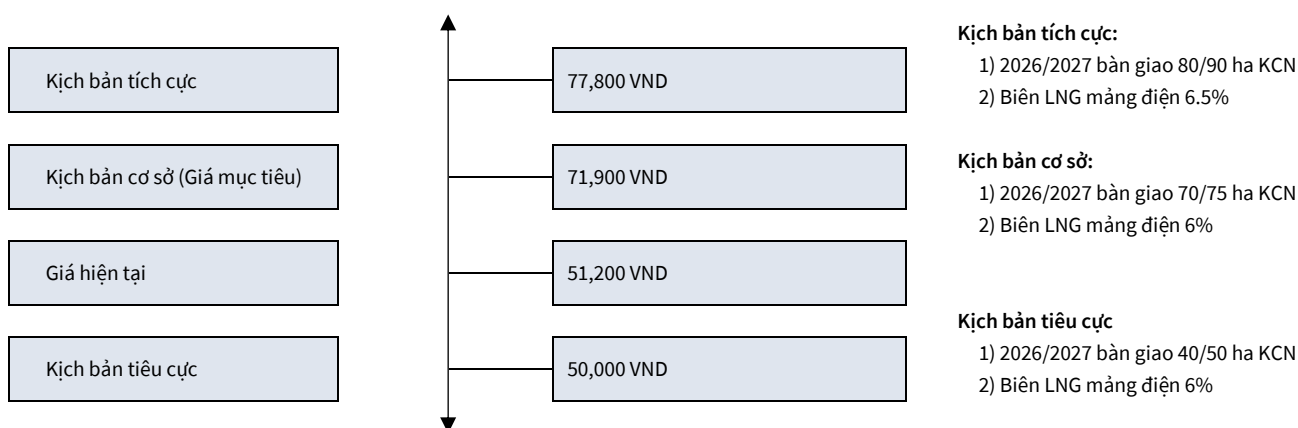 Kịch bản tích cực
77,800 VND
Kịch bản tích cực:
1) 2026/2027 bàn giao 80/90 ha KCN
2) Biên LNG mảng điện 6.5%
Kịch bản cơ sở (Giá mục tiêu)
71,900 VND
Kịch bản cơ sở:
1) 2026/2027 bàn giao 70/75 ha KCN
2) Biên LNG mảng điện 6%
Giá hiện tại
51,200 VND
Kịch bản tiêu cực
50,000 VND
Kịch bản tiêu cực
1) 2026/2027 bàn giao 40/50 ha KCN
2) Biên LNG mảng điện 6%